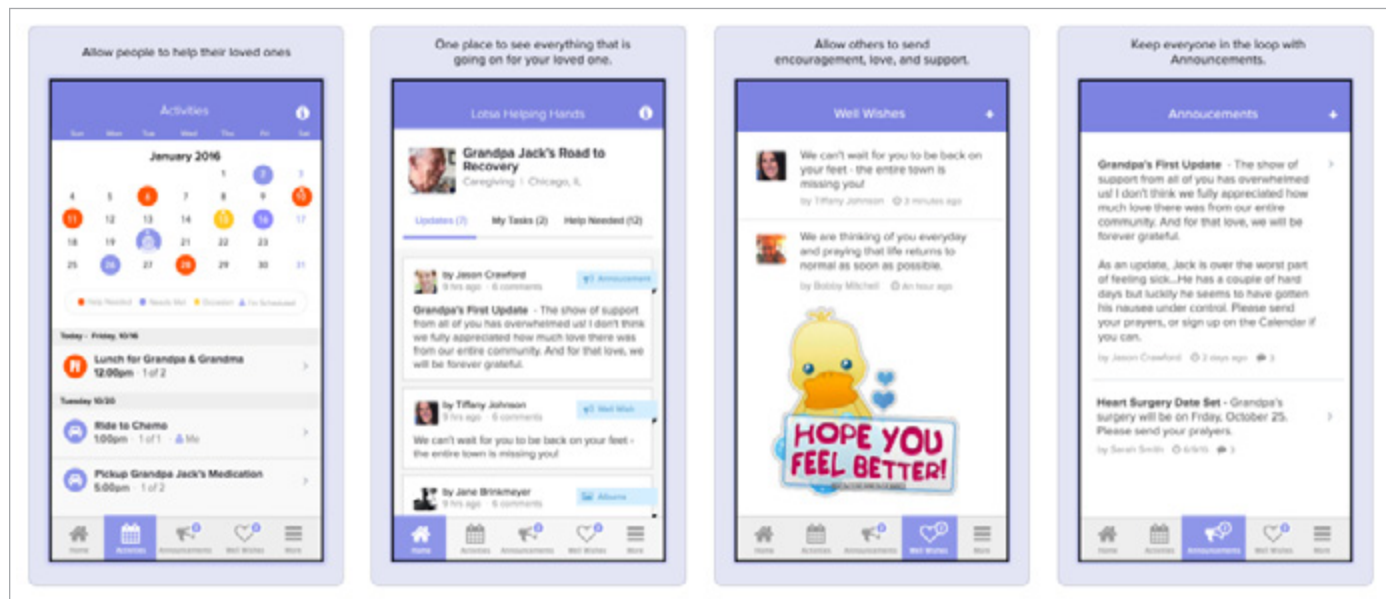 Allow people to help their loved ones
Activities
Sun Mon Tue Wed Thu Fri Sat
January 2016
1 2 3
4 5 6 7 8 9 10
11 12 13 14 15 16 17
18 19 20 21 22 23
25 26 27 28 29 30 31
Help Needed Needs Me! Occasion I'm Scheduled
Today - Friday, 10/16
Lunch for Grandpa & Grandma
12:00pm · 1 of 2
Tuesday 10/20
Ride to Chemo
1:00pm · 1 of 1 · Me
Pickup Grandpa Jack's Medication
5:00pm · 1 of 2
Home Activities Announcements Well Wishes More
One place to see everything that is
going on for your loved one.
Lotsa Helping Hands
Grandpa Jack's Road to
Recovery
Caregiving | Chicago, IL
Updates (7) My Tasks (2) Help Needed (12)
by Jason Crawford
Annoucement
9 hrs ago · 6 comments
Grandpa's First Update - The show of support
from all of you has overwhelmed us! I don't think
we fully appreciated how much love there was
from our entire community. And for that love, we
will be forever grateful.
by Tiffany Johnson
Well Wish
9 hrs ago · 6 comments
We can't wait for you to be back on your feet -
the entire town is missing you!
by Jane Brinkmeyer
Albums
9 hrs ago · 6 comments
Home Activities Announcements Well Wishes More
Allow others to send
encouragement, love, and support.
Well Wishes +
We can't wait for you to be back on
your feet - the entire town is
missing you!
by Tiffany Johnson 3 minutes ago
We are thinking of you everyday
and praying that life returns to
normal as soon as possible.
by Bobby Mitchell An hour ago
HOPE YOU
FEEL BETTER!
Home Activities Announcements Well Wishes More
Keep everyone in the loop with
Announcements.
Annoucements +
Grandpa's First Update - The show of
support from all of you has overwhelmed
us! I don't think we fully appreciated how
much love there was from our entire
community. And for that love, we will be
forever grateful.
As an update, Jack is over the worst part
of feeling sick...He has a couple of hard
days but luckily he seems to have gotten
his nausea under control. Please send
your prayers, or sign up on the Calendar if
you can.
by Jason Crawford 2 days ago 3
Heart Surgery Date Set - Grandpa's
surgery will be on Friday, October 25.
Please send your pralyers.
by Sarah Smith 6/9/15 3
Home Activities Announcements Well Wishes More